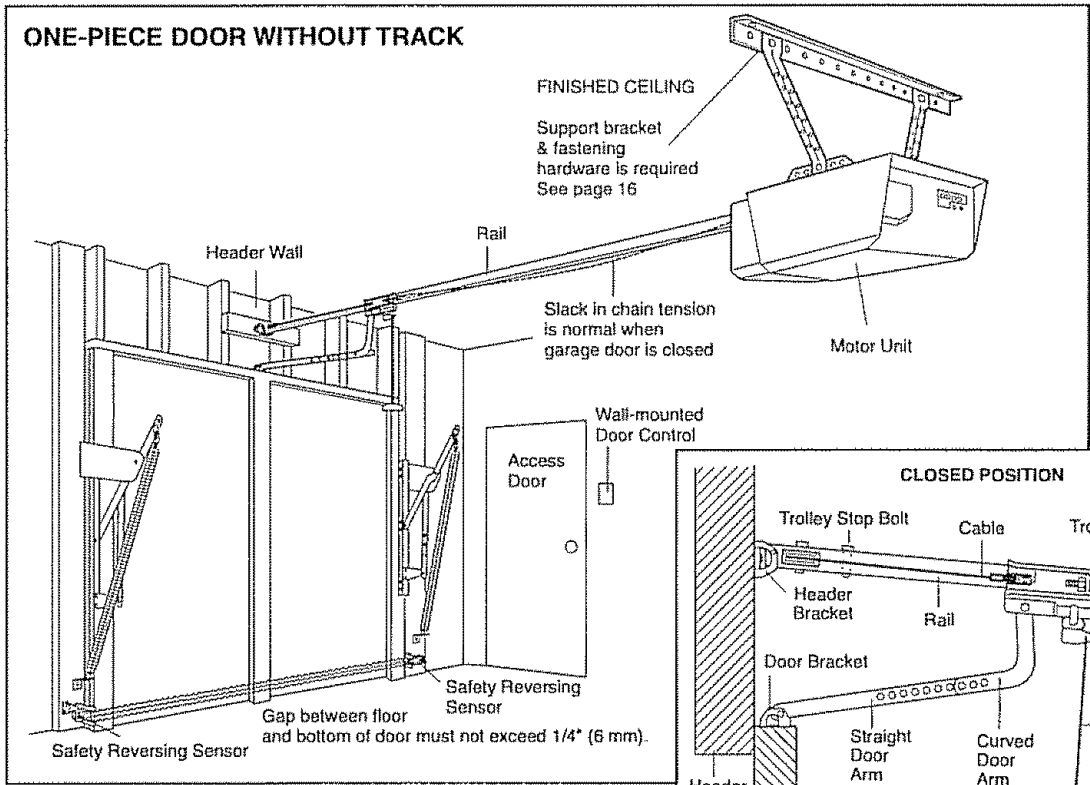 ONE-PIECE DOOR WITHOUT TRACK
FINISHED CEILING
Support bracket
& fastening
hardware is required
See page 16
Header Wall
Rail
Slack in chain tension
is normal when
garage door is closed
Motor Unit
Wall-mounted
Door Control
Access
Door
Safety Reversing
Sensor
Gap between floor
and bottom of door must not exceed 1/4" (6 mm).
Safety Reversing Sensor
CLOSED POSITION
Trolley Stop Bolt
Cable
Header
Bracket
Rail
Door Bracket
Straight
Door
Arm
Curved
Door
Arm
Header